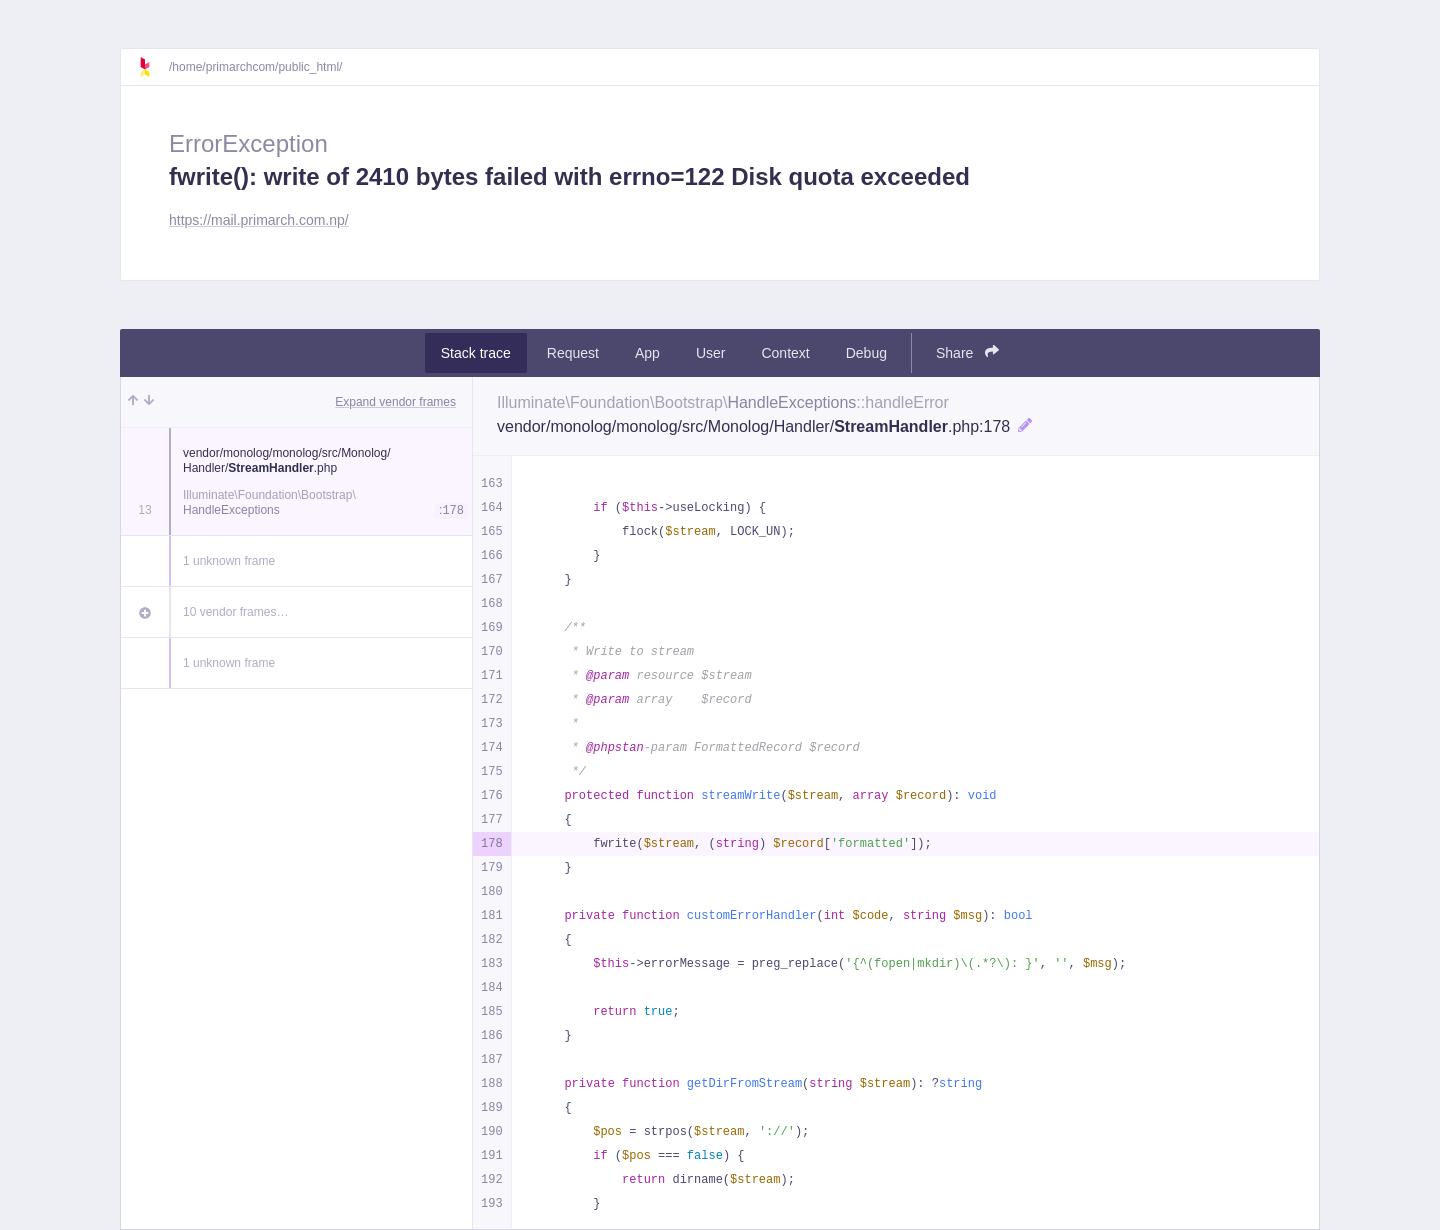 /home/primarchcom/public_html/
ErrorException
fwrite(): write of 2410 bytes failed with errno=122 Disk quota exceeded
https://mail.primarch.com.np/
Stack trace Request App User Context Debug Share
Expand vendor frames
vendor/monolog/monolog/src/Monolog/
Handler/StreamHandler.php
Illuminate\Foundation\Bootstrap\
13 HandleExceptions :178
1 unknown frame
10 vendor frames…
1 unknown frame
Illuminate\Foundation\Bootstrap\HandleExceptions::handleError
vendor/monolog/monolog/src/Monolog/Handler/StreamHandler.php:178
163
164 if ($this->useLocking) {
165 flock($stream, LOCK_UN);
166 }
167 }
168
169 /**
170 * Write to stream
171 * @param resource $stream
172 * @param array    $record
173 *
174 * @phpstan-param FormattedRecord $record
175 */
176 protected function streamWrite($stream, array $record): void
177 {
178 fwrite($stream, (string) $record['formatted']);
179 }
180
181 private function customErrorHandler(int $code, string $msg): bool
182 {
183 $this->errorMessage = preg_replace('{^(fopen|mkdir)\(.*?\): }', '', $msg);
184
185 return true;
186 }
187
188 private function getDirFromStream(string $stream): ?string
189 {
190 $pos = strpos($stream, '://');
191 if ($pos === false) {
192 return dirname($stream);
193 }